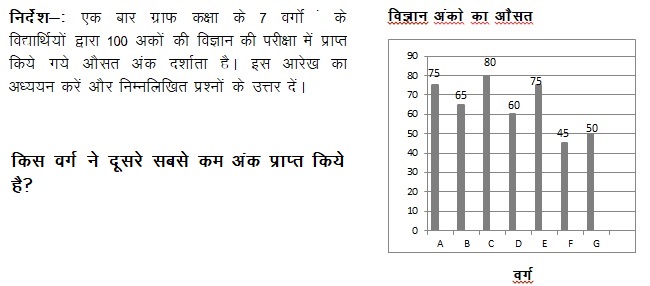 निर्देश–: एक बार ग्राफ कक्षा के 7 वर्गों के
विद्यार्थियों द्वारा 100 अकों की विज्ञान की परीक्षा में प्राप्त
किये गये औसत अंक दर्शाता है। इस आरेख का
अध्ययन करें और निम्नलिखित प्रश्नों के उत्तर दें।
किस वर्ग ने दूसरे सबसे कम अंक प्राप्त किये
है?
विज्ञान अंको का औसत
90
80
70
60
50
40
30
20
10
0
75
65
80
60
75
45
50
A B C D E F G
वर्ग